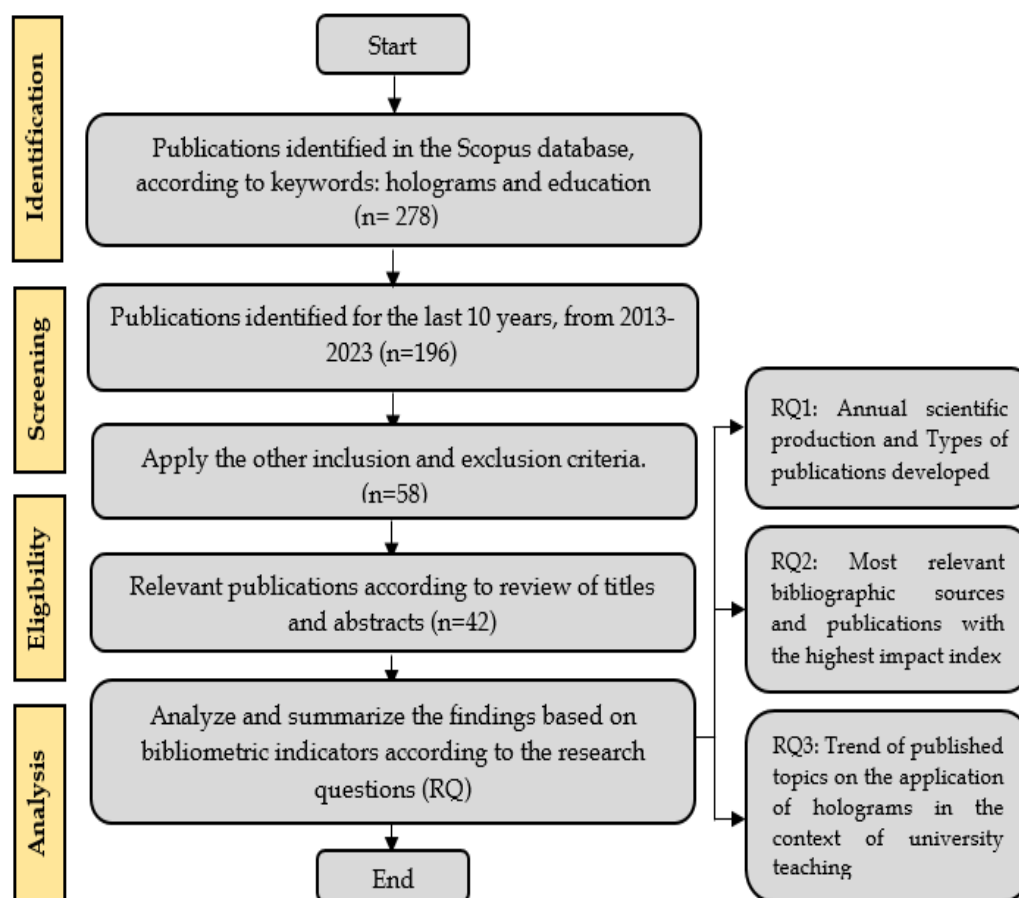 Identification
Start
Publications identified in the Scopus database,
according to keywords: holograms and education
(n= 278)
Screening
Publications identified for the last 10 years, from 2013-
2023 (n=196)
Apply the other inclusion and exclusion criteria.
(n=58)
Eligibility
Relevant publications according to review of titles
and abstracts (n=42)
Analysis
Analyze and summarize the findings based on
bibliometric indicators according to the research
questions (RQ)
End
RQ1: Annual scientific
production and Types of
publications developed
RQ2: Most relevant
bibliographic sources
and publications with
the highest impact index
RQ3: Trend of published
topics on the application
of holograms in the
context of university
teaching